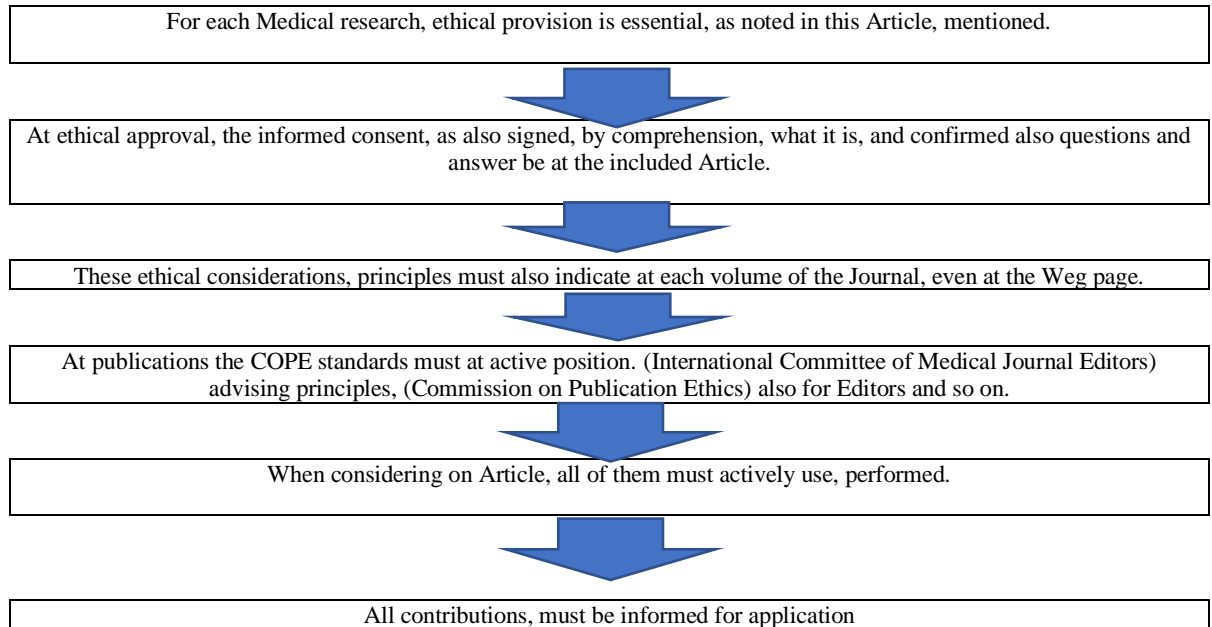 For each Medical research, ethical provision is essential, as noted in this Article, mentioned.
At ethical approval, the informed consent, as also signed, by comprehension, what it is, and confirmed also questions and
answer be at the included Article.
These ethical considerations, principles must also indicate at each volume of the Journal, even at the Weg page.
At publications the COPE standards must at active position. (International Committee of Medical Journal Editors)
advising principles, (Commission on Publication Ethics) also for Editors and so on.
When considering on Article, all of them must actively use, performed.
All contributions, must be informed for application